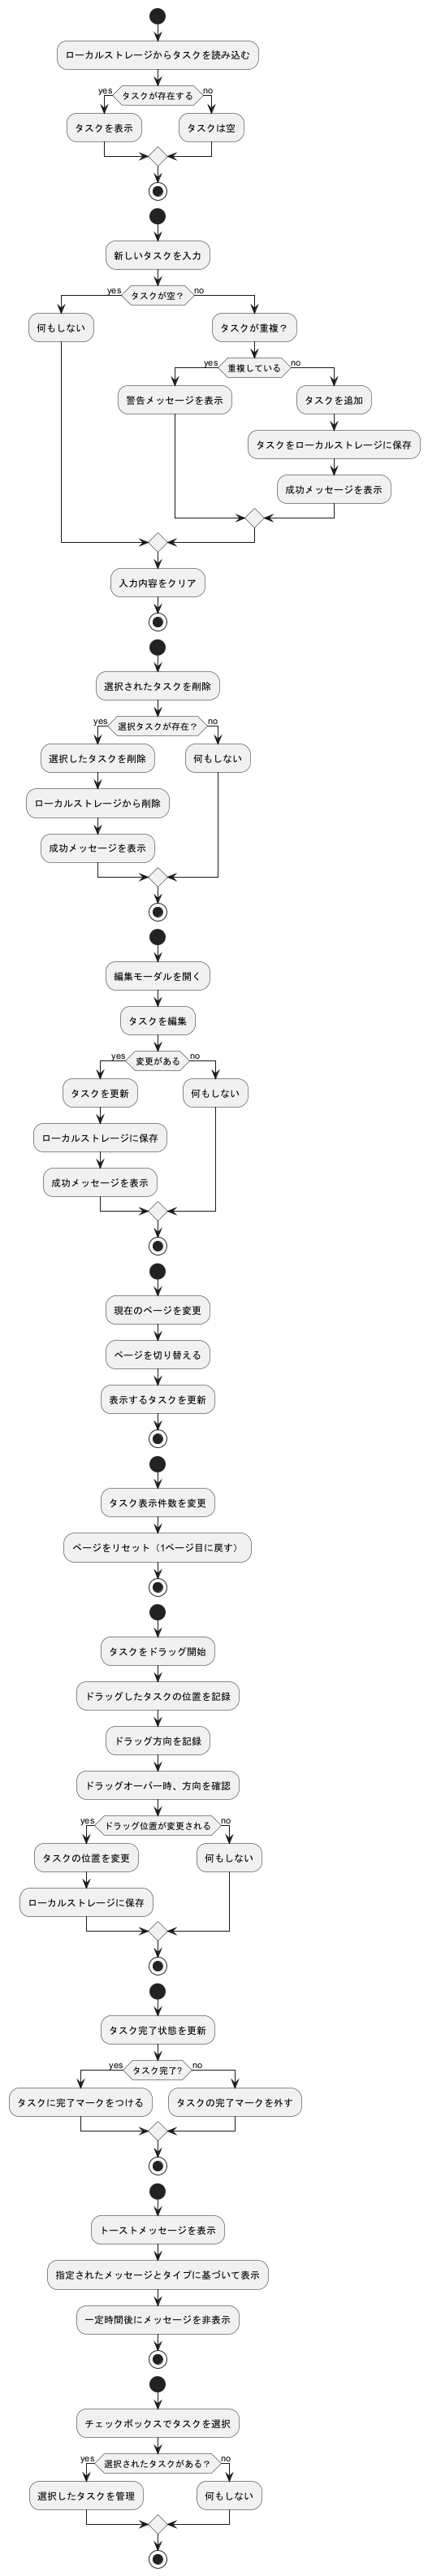 ローカルストレージからタスクを読み込む
yes
タスクが存在する
no
タスクを表示
タスクは空
新しいタスクを入力
yes
タスクが空？
no
何もしない
タスクが重複？
yes
重複している
no
警告メッセージを表示
タスクを追加
タスクをローカルストレージに保存
成功メッセージを表示
入力内容をクリア
選択されたタスクを削除
yes
選択タスクが存在？
no
選択したタスクを削除
何もしない
ローカルストレージから削除
成功メッセージを表示
編集モーダルを開く
タスクを編集
yes
変更がある
no
タスクを更新
何もしない
ローカルストレージに保存
成功メッセージを表示
現在のページを変更
ページを切り替える
表示するタスクを更新
タスク表示件数を変更
ページをリセット（1ページ目に戻す）
タスクをドラッグ開始
ドラッグしたタスクの位置を記録
ドラッグ方向を記録
ドラッグオーバー時、方向を確認
yes
ドラッグ位置が変更される
no
タスクの位置を変更
何もしない
ローカルストレージに保存
タスク完了状態を更新
yes
タスク完了?
no
タスクに完了マークをつける
タスクの完了マークを外す
トーストメッセージを表示
指定されたメッセージとタイプに基づいて表示
一定時間後にメッセージを非表示
チェックボックスでタスクを選択
yes
選択されたタスクがある？
no
選択したタスクを管理
何もしない